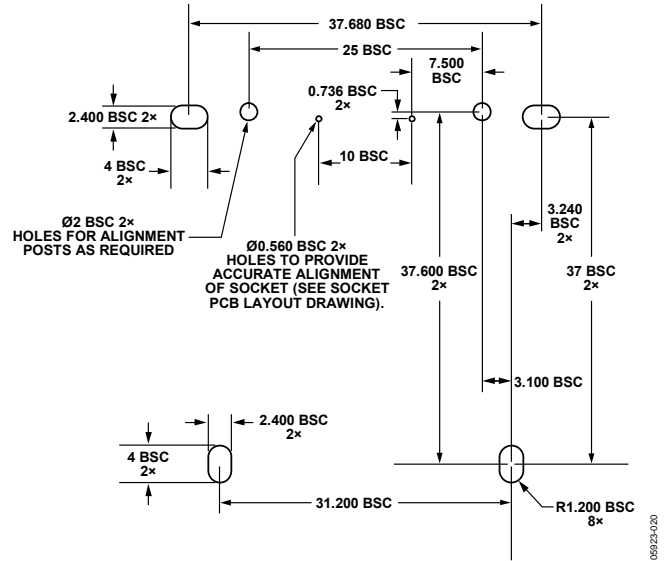 37.680 BSC
25 BSC
7.500
BSC
0.736 BSC
2×
2.400 BSC 2×
4 BSC
2×
10 BSC
Ø2 BSC 2×
HOLES FOR ALIGNMENT
POSTS AS REQUIRED
Ø0.560 BSC 2×
HOLES TO PROVIDE
ACCURATE ALIGNMENT
OF SOCKET (SEE SOCKET
PCB LAYOUT DRAWING).
3.240
BSC
2×
37.600 BSC
2×
37 BSC
2×
3.100 BSC
2.400 BSC
2×
4 BSC
2×
31.200 BSC
R1.200 BSC
8×
05923-020